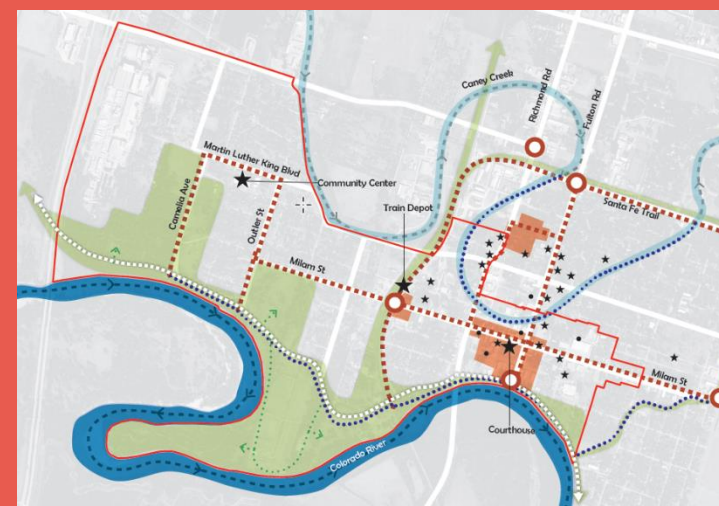 Caney Creek
Richmond Rd
Fulton Rd
Martin Luther King Blvd
Camelia Ave
Community Center
Outler St
Train Depot
Santa Fe Trail
Milam St
Milam St
Courthouse
Colorado River